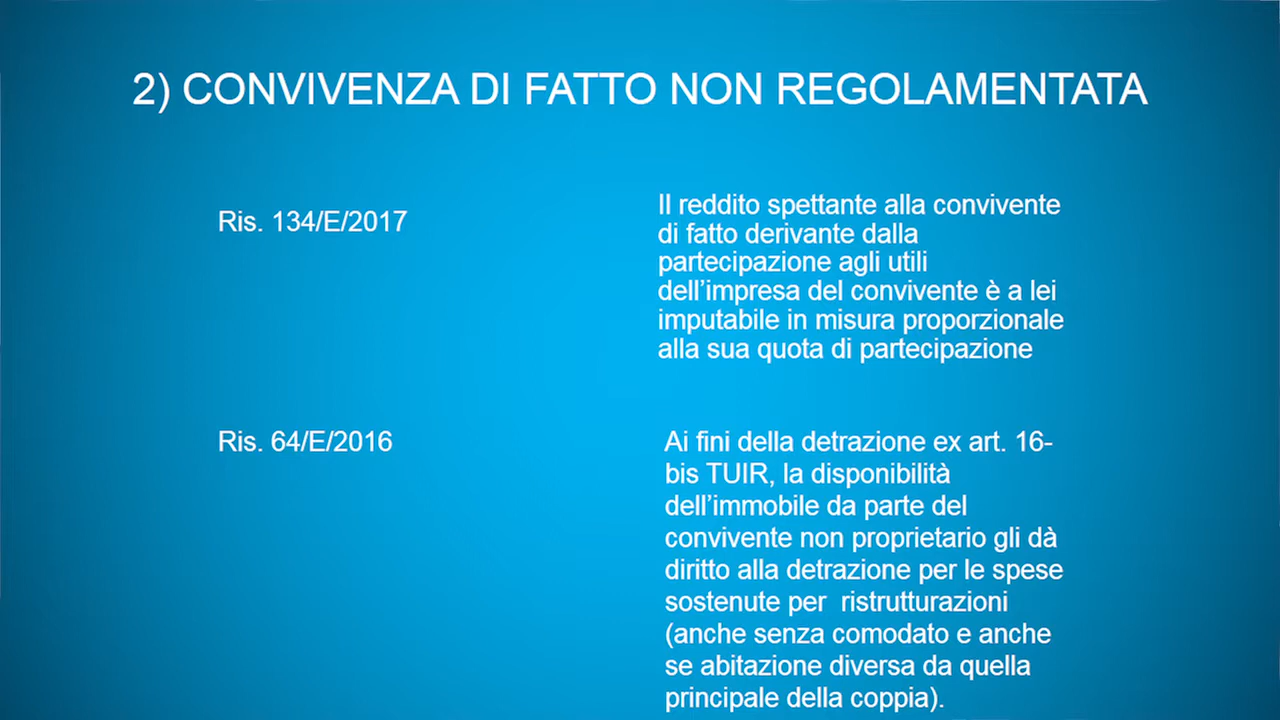 2) CONVIVENZA DI FATTO NON REGOLAMENTATA
Ris. 134/E/2017
Il reddito spettante alla convivente
di fatto derivante dalla
partecipazione agli utili
dell’impresa del convivente è a lei
imputabile in misura proporzionale
alla sua quota di partecipazione
Ris. 64/E/2016
Ai fini della detrazione ex art. 16-
bis TUIR, la disponibilità
dell’immobile da parte del
convivente non proprietario gli dà
diritto alla detrazione per le spese
sostenute per  ristrutturazioni
(anche senza comodato e anche
se abitazione diversa da quella
principale della coppia).